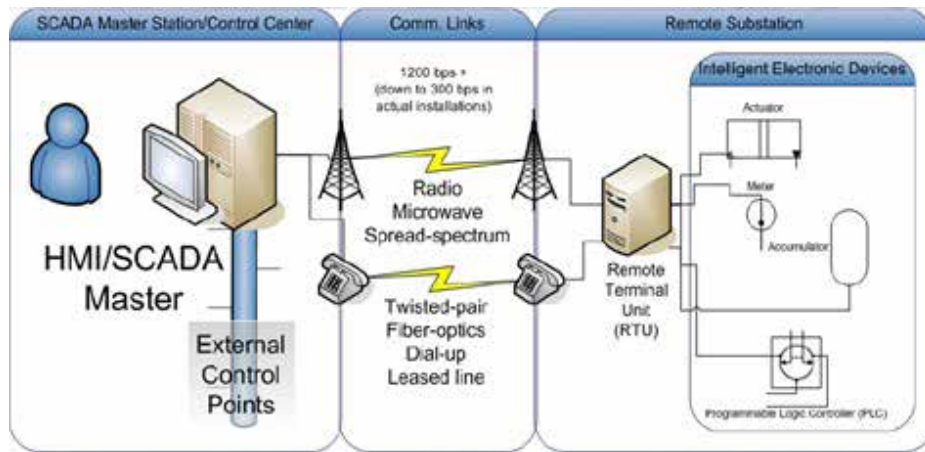 SCADA Master Station/Control Center
Comm. Links
Remote Substation
1200 bps +
(down to 300 bps in
actual installations)
Intelligent Electronic Devices
Actuator
Radio
Microwave
Spread-spectrum
Meter
Accumulator
HMI/SCADA
Master
Remote
Terminal
Unit
(RTU)
Twisted-pair
Fiber-optics
Dial-up
Leased line
External
Control
Points
Programmable Logic Controller (PLC)